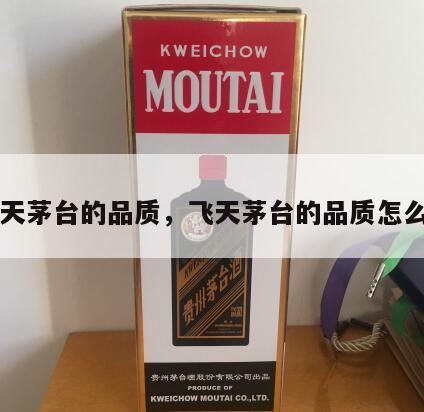 KWEICHOW
MOUTAI
天茅台的品质，飞天茅台的品质怎么
贵州茅台酒
贵州茅台酒股份有限公司出品
PRODUCE OF
KWEICHOW MOUTAI CO.,LTD.